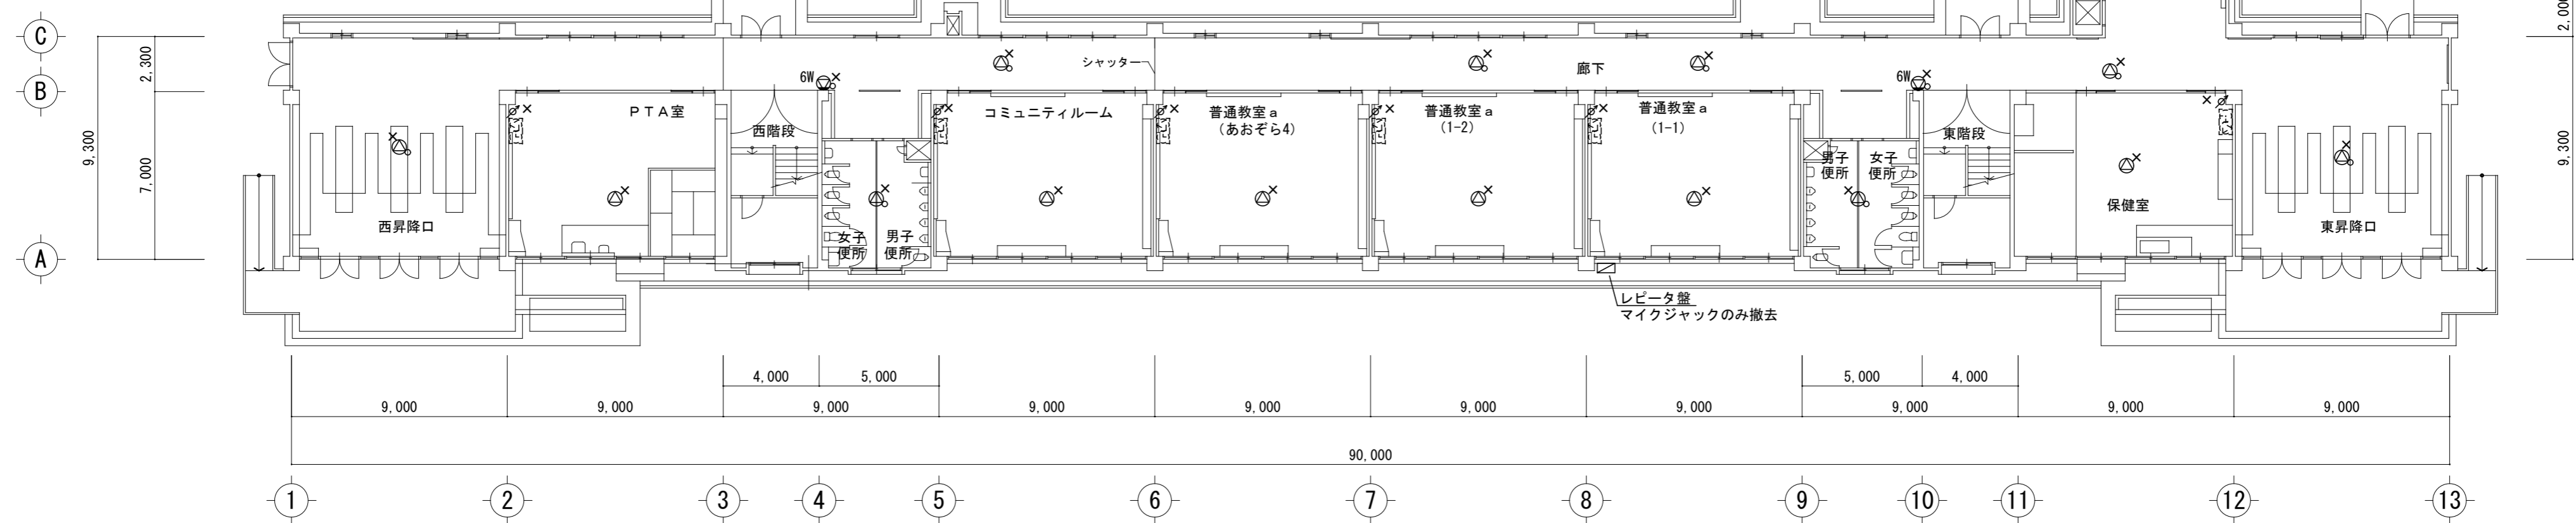 C
2,300
シャッター
廊下
2,000
B
6W
6W
9,300
7,000
PTA室
西階段
コミュニティルーム
普通教室a
(あおぞら4)
普通教室a
(1-2)
普通教室a
(1-1)
東階段
9,300
男子
便所
女子
便所
保健室
西昇降口
女子
便所
男子
便所
東昇降口
A
レピータ盤
マイクジャックのみ撤去
4,000
5,000
5,000
4,000
9,000
9,000
9,000
9,000
9,000
9,000
9,000
9,000
9,000
9,000
90,000
1
2
3
4
5
6
7
8
9
10
11
12
13